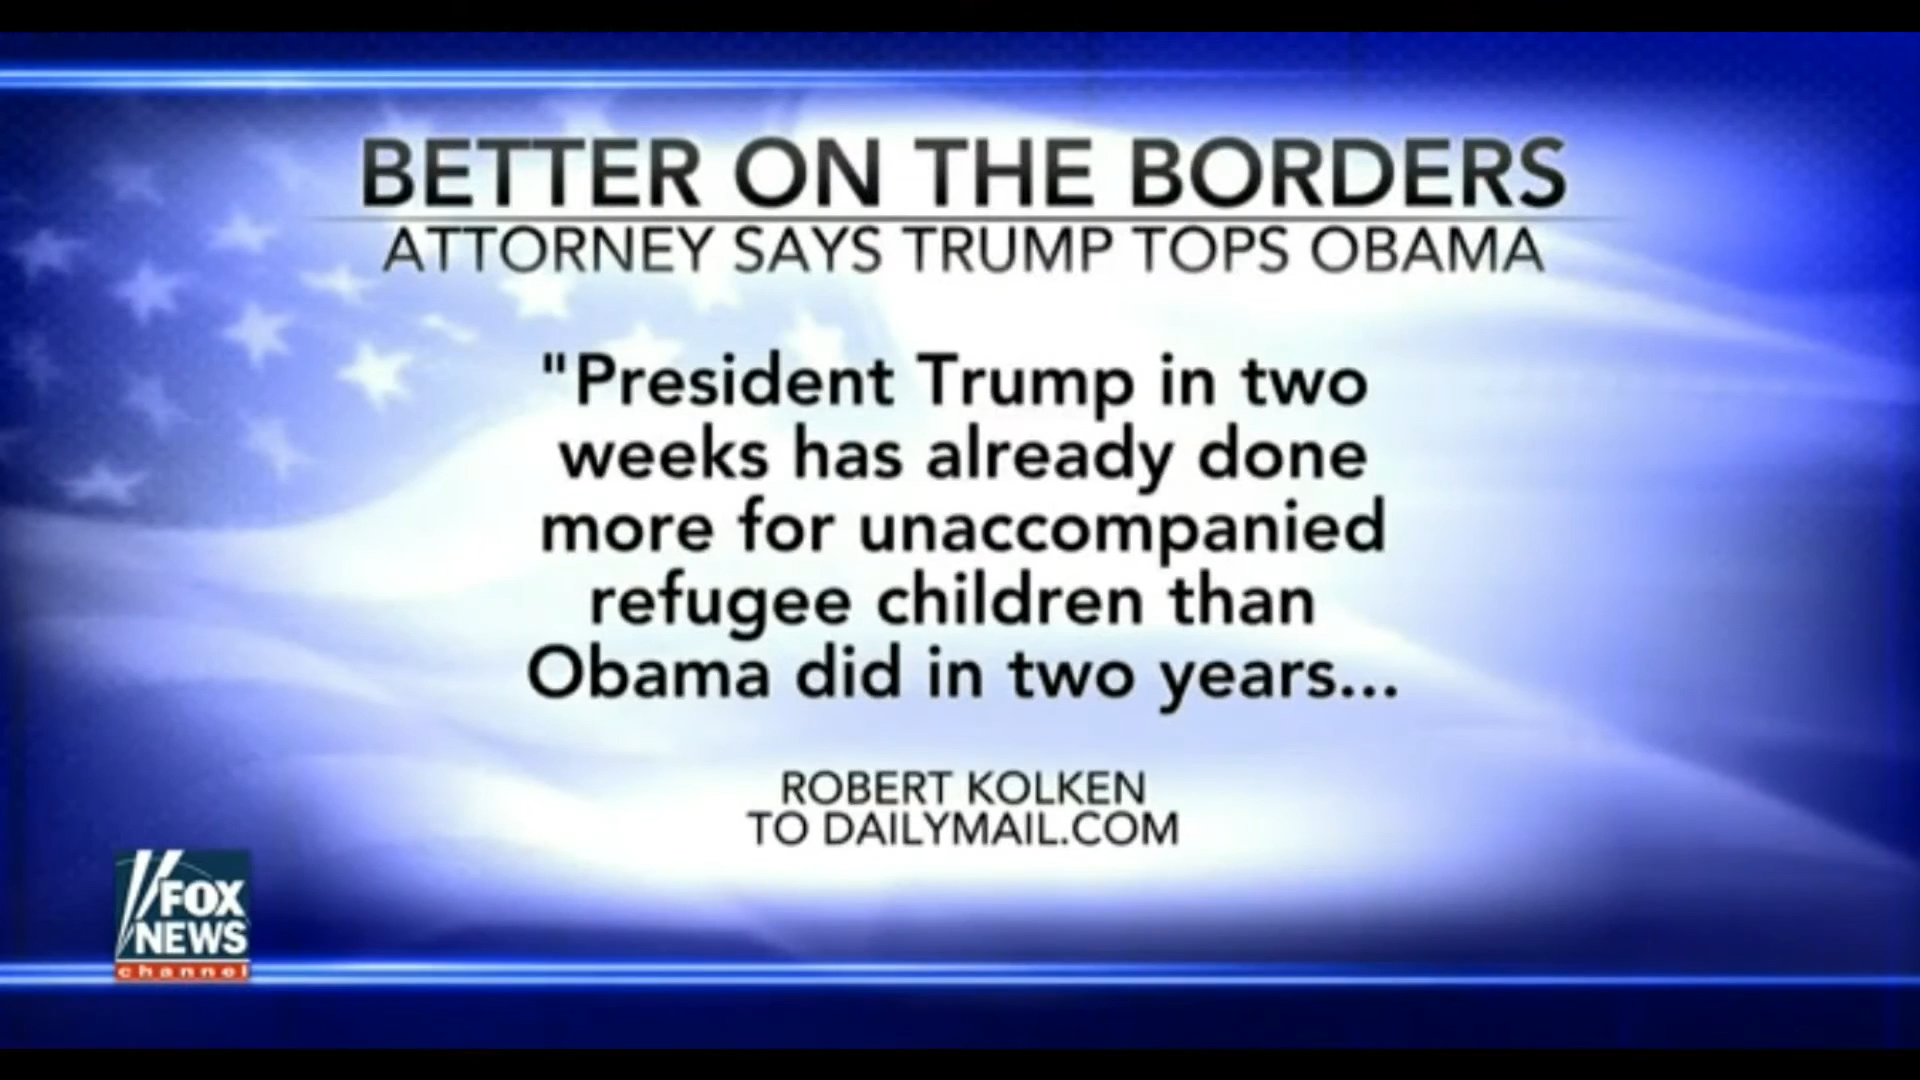 BETTER ON THE BORDERS
ATTORNEY SAYS TRUMP TOPS OBAMA
"President Trump in two
weeks has already done
more for unaccompanied
refugee children than
Obama did in two years...
ROBERT KOLKEN
TO DAILYMAIL.COM
FOX
NEWS
channel